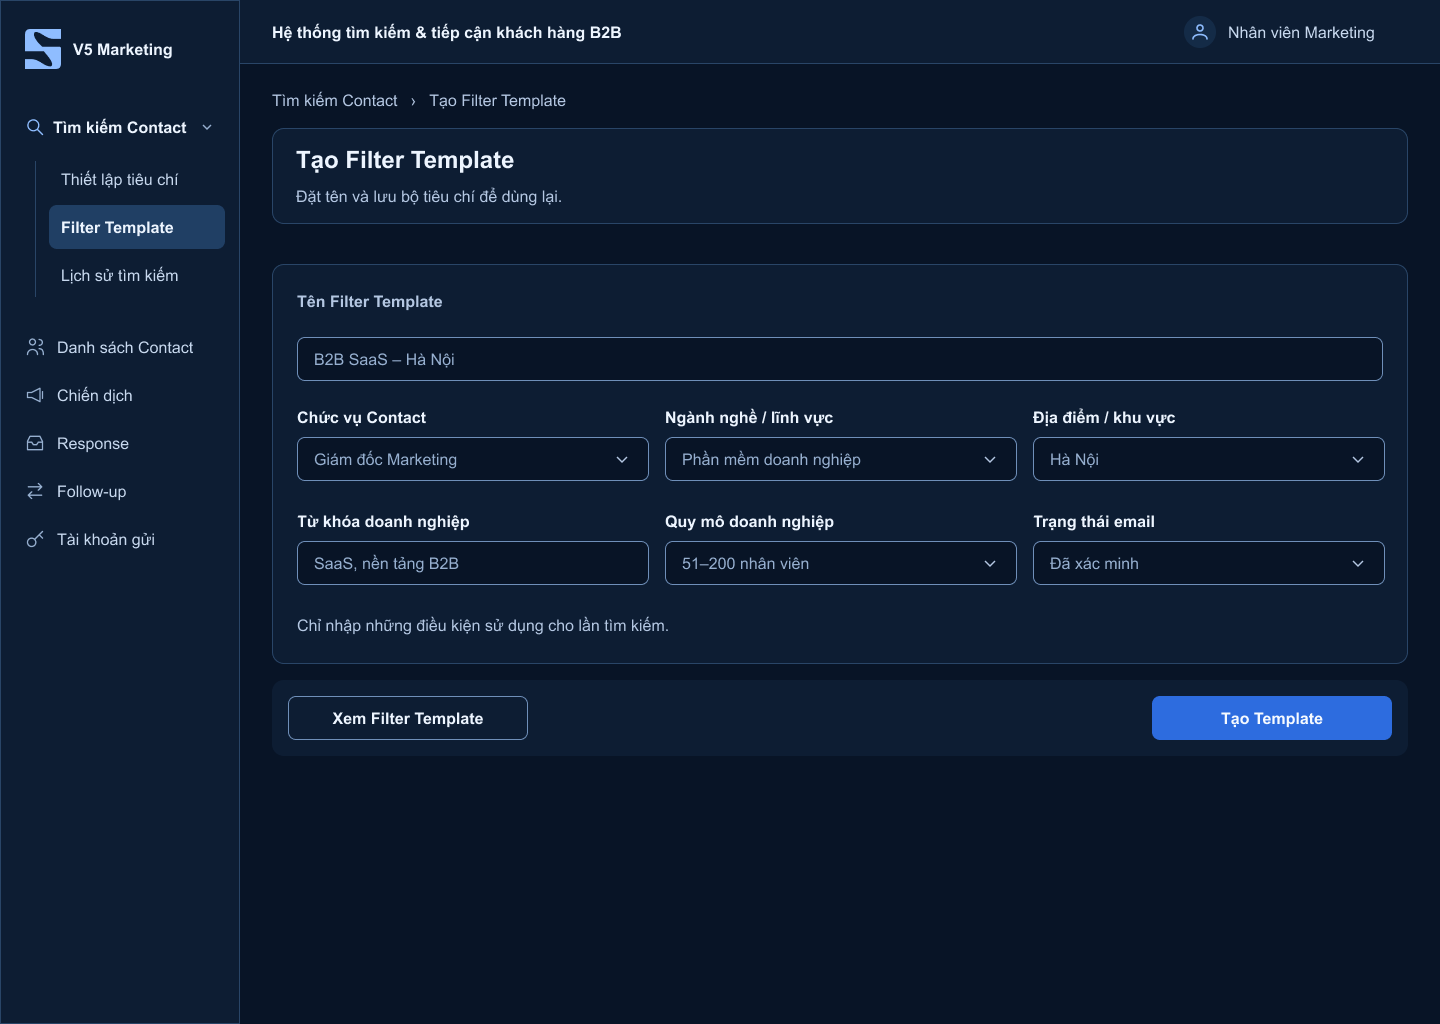 V5 Marketing
Hệ thống tìm kiếm & tiếp cận khách hàng B2B
Nhân viên Marketing
Tìm kiếm Contact
Thiết lập tiêu chí
Filter Template
Lịch sử tìm kiếm
Danh sách Contact
Chiến dịch
Response
Follow-up
Tài khoản gửi
Tìm kiếm Contact › Tạo Filter Template
Tạo Filter Template
Đặt tên và lưu bộ tiêu chí để dùng lại.
Tên Filter Template
B2B SaaS – Hà Nội
Chức vụ Contact
Ngành nghề / lĩnh vực
Địa điểm / khu vực
Giám đốc Marketing
Phần mềm doanh nghiệp
Hà Nội
Từ khóa doanh nghiệp
Quy mô doanh nghiệp
Trạng thái email
SaaS, nền tảng B2B
51–200 nhân viên
Đã xác minh
Chỉ nhập những điều kiện sử dụng cho lần tìm kiếm.
Xem Filter Template
Tạo Template